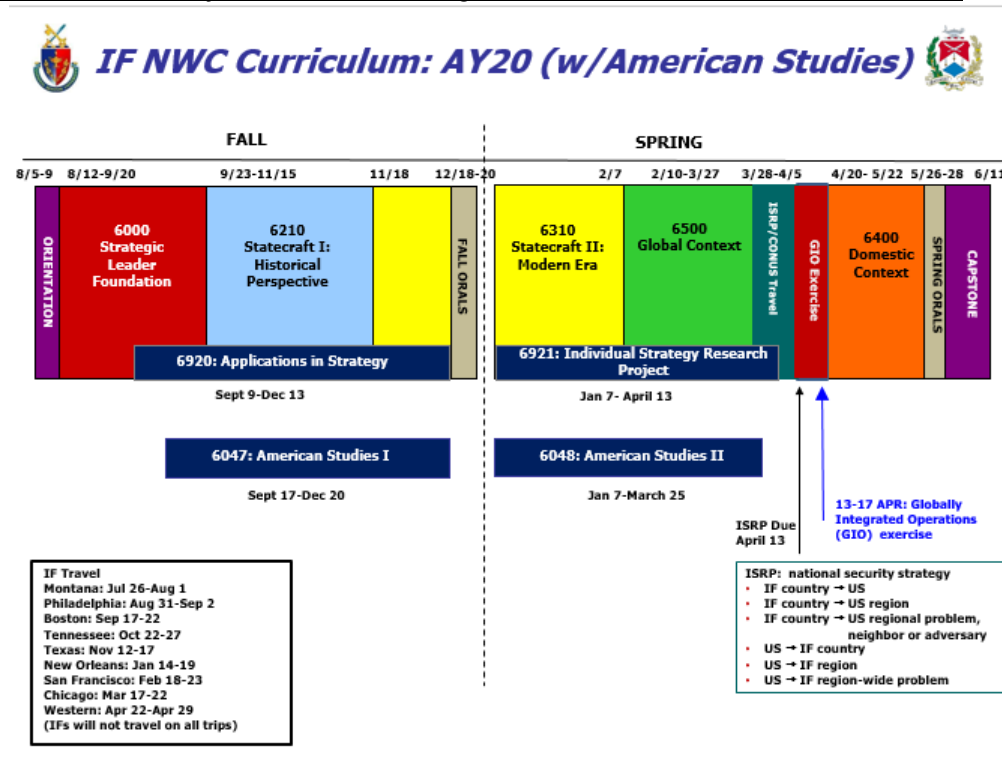 IF NWC Curriculum: AY20 (w/American Studies)
FALL
SPRING
8/5-9 8/12-9/20 9/23-11/15 11/18 12/18-20 2/7 2/10-3/27 3/28-4/5 4/20- 5/22 5/26-28 6/11
ORIENTATION
6000
Strategic
Leader
Foundation
6210
Statecraft I:
Historical
Perspective
FALL ORALS
6310
Statecraft II:
Modern Era
6500
Global Context
ISRP/CONUS Travel
GIO Exercise
6400
Domestic
Context
SPRING ORALS
CAPSTONE
6920: Applications in Strategy
Sept 9-Dec 13
6921: Individual Strategy Research
Project
Jan 7- April 13
6047: American Studies I
Sept 17-Dec 20
6048: American Studies II
Jan 7-March 25
ISRP Due
April 13
13-17 APR: Globally
Integrated Operations
(GIO) exercise
IF Travel
Montana: Jul 26-Aug 1
Philadelphia: Aug 31-Sep 2
Boston: Sep 17-22
Tennessee: Oct 22-27
Texas: Nov 12-17
New Orleans: Jan 14-19
San Francisco: Feb 18-23
Chicago: Mar 17-22
Western: Apr 22-Apr 29
(IFs will not travel on all trips)
ISRP: national security strategy
• IF country → US
• IF country → US region
• IF country → US regional problem,
neighbor or adversary
• US → IF country
• US → IF region
• US → IF region-wide problem